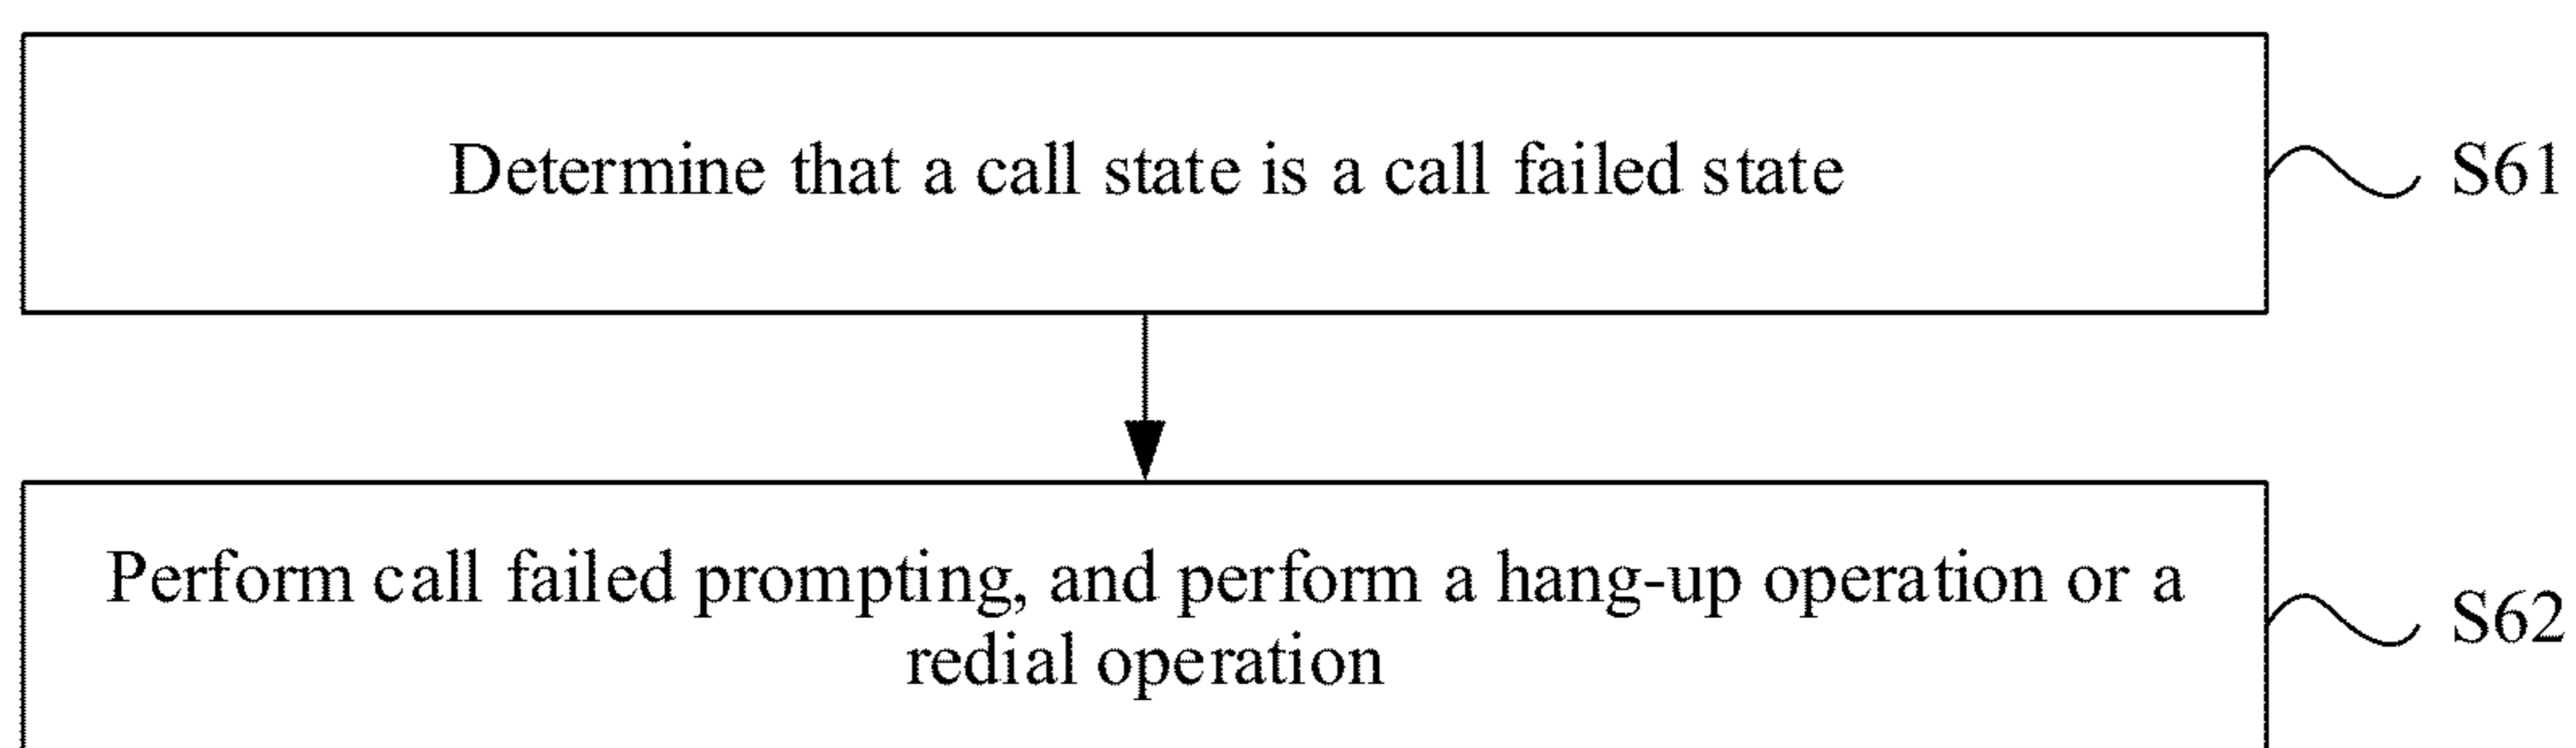 Determine that a call state is a call failed state
S61
Perform call failed prompting, and perform a hang-up operation or a
redial operation
S62